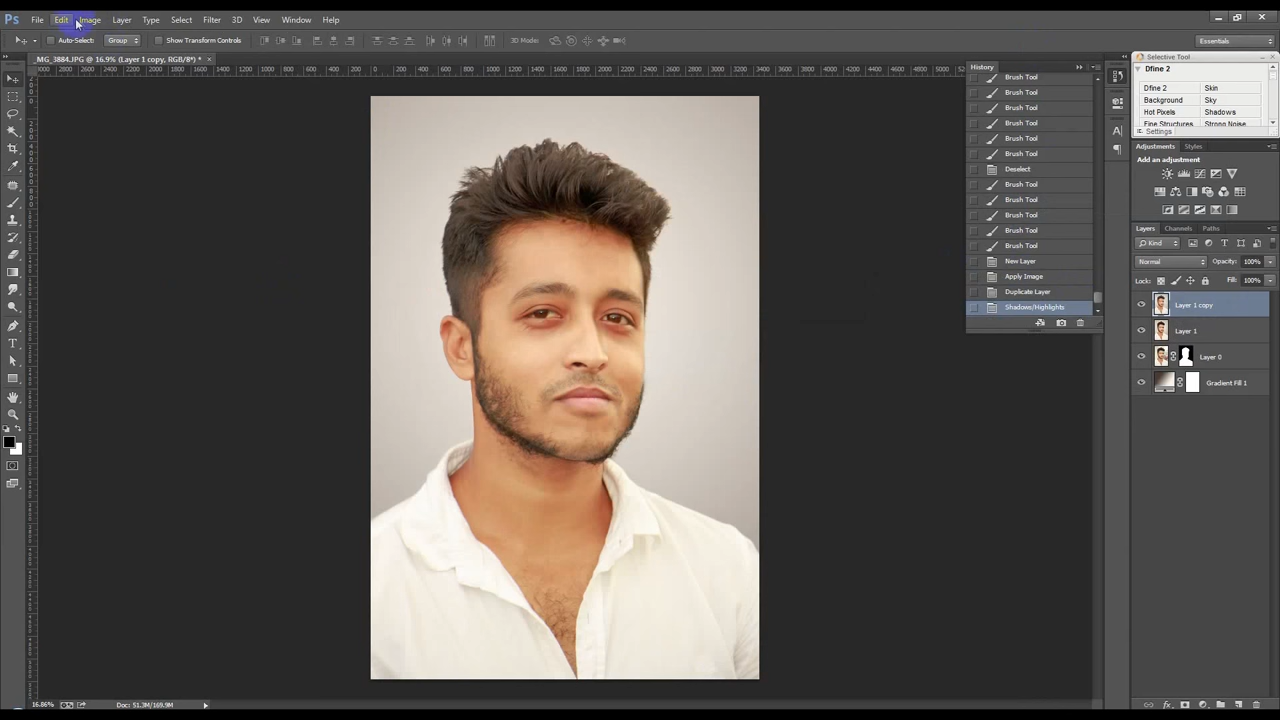 Ps File Edit Image Layer Type Select Filter 3D View Window Help
Auto-Select: Group Show Transform Controls 3D Mode: Essentials
_MG_3884.JPG @ 16.9% (Layer 1 copy, RGB/8*) * ×
History
Brush Tool
Brush Tool
Brush Tool
Brush Tool
Brush Tool
Brush Tool
Deselect
Brush Tool
Brush Tool
Brush Tool
Brush Tool
Brush Tool
New Layer
Apply Image
Duplicate Layer
Shadows/Highlights
Selective Tool
Dfine 2
Dfine 2 Skin
Background Sky
Hot Pixels Shadows
Fine Structures Strong Noise
Settings
Adjustments Styles
Add an adjustment
Layers Channels Paths
Kind
Normal Opacity: 100%
Lock: Fill: 100%
Layer 1 copy
Layer 1
Layer 0
Gradient Fill 1
16.86% Doc: 51.3M/169.9M